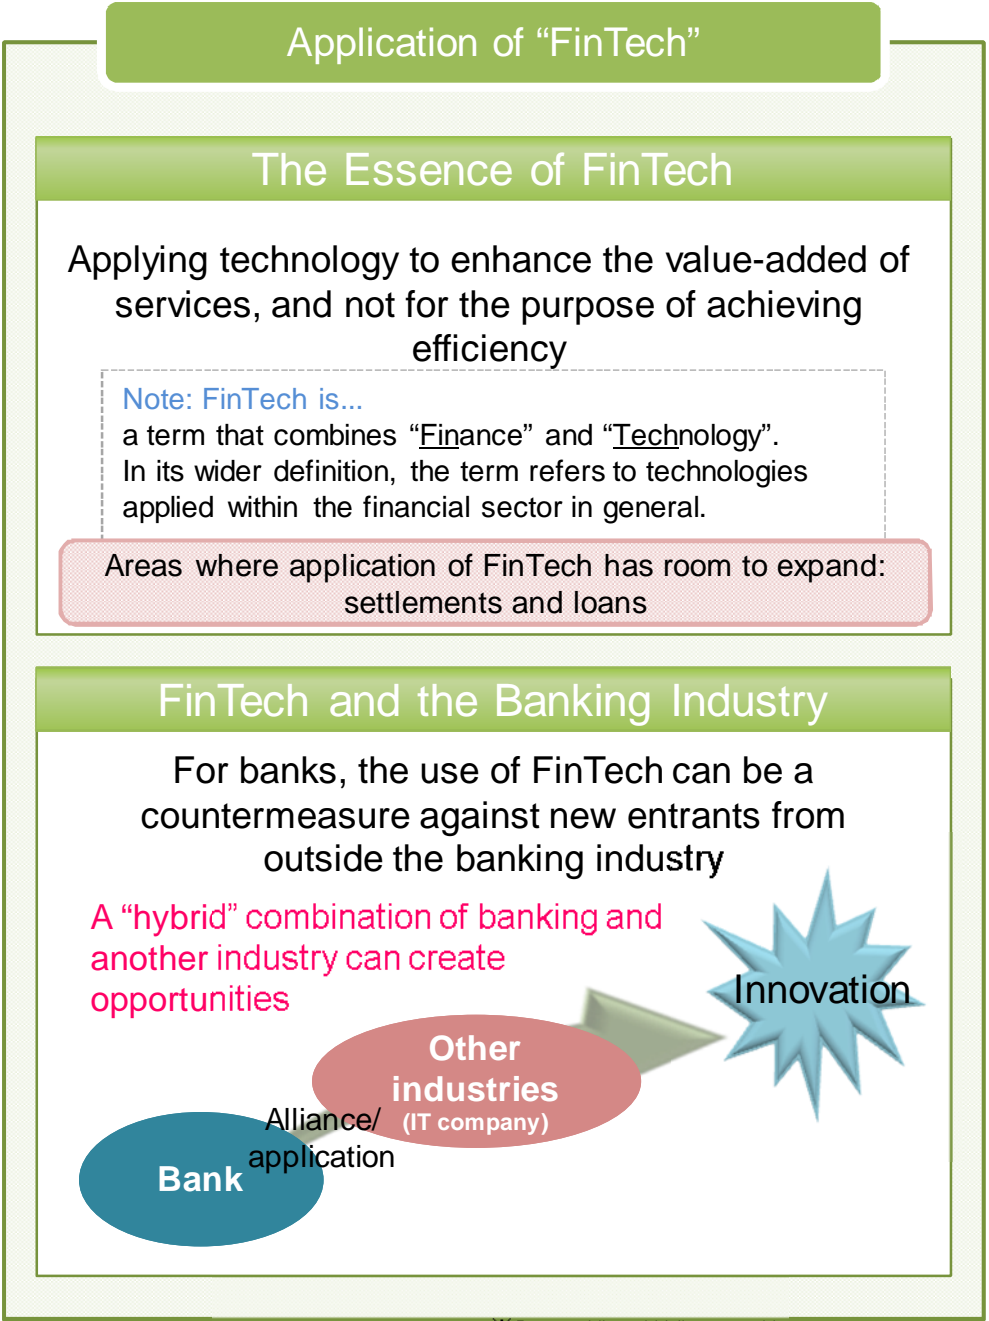 Application of “FinTech”
The Essence of FinTech
Applying technology to enhance the value-added of
services, and not for the purpose of achieving
efficiency
Note: FinTech is...
a term that combines “Finance” and “Technology”.
In its wider definition, the term refers to technologies
applied within the financial sector in general.
Areas where application of FinTech has room to expand:
settlements and loans
FinTech and the Banking Industry
For banks, the use of FinTech can be a
countermeasure against new entrants from
outside the banking industry
A “hybrid” combination of banking and
another industry can create
opportunities
Innovation
Other
industries
(IT company)
Alliance/
application
Bank